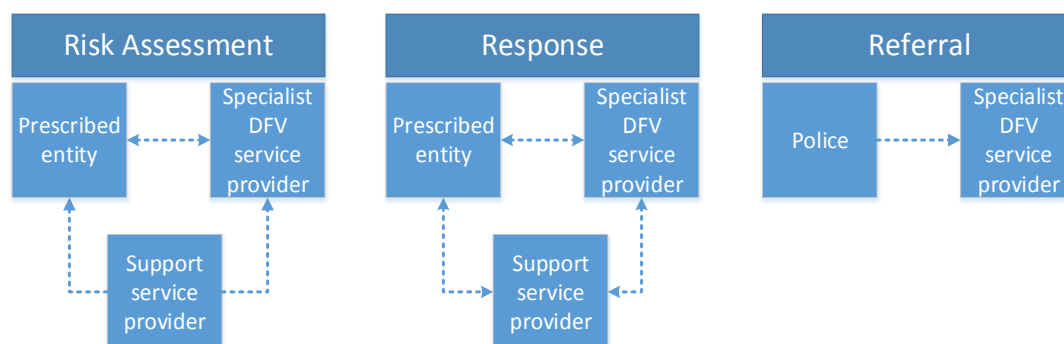 Risk Assessment
Prescribed
entity
Specialist
DFV
service
provider
Support
service
provider
Response
Prescribed
entity
Specialist
DFV
service
provider
Support
service
provider
Referral
Police
Specialist
DFV
service
provider